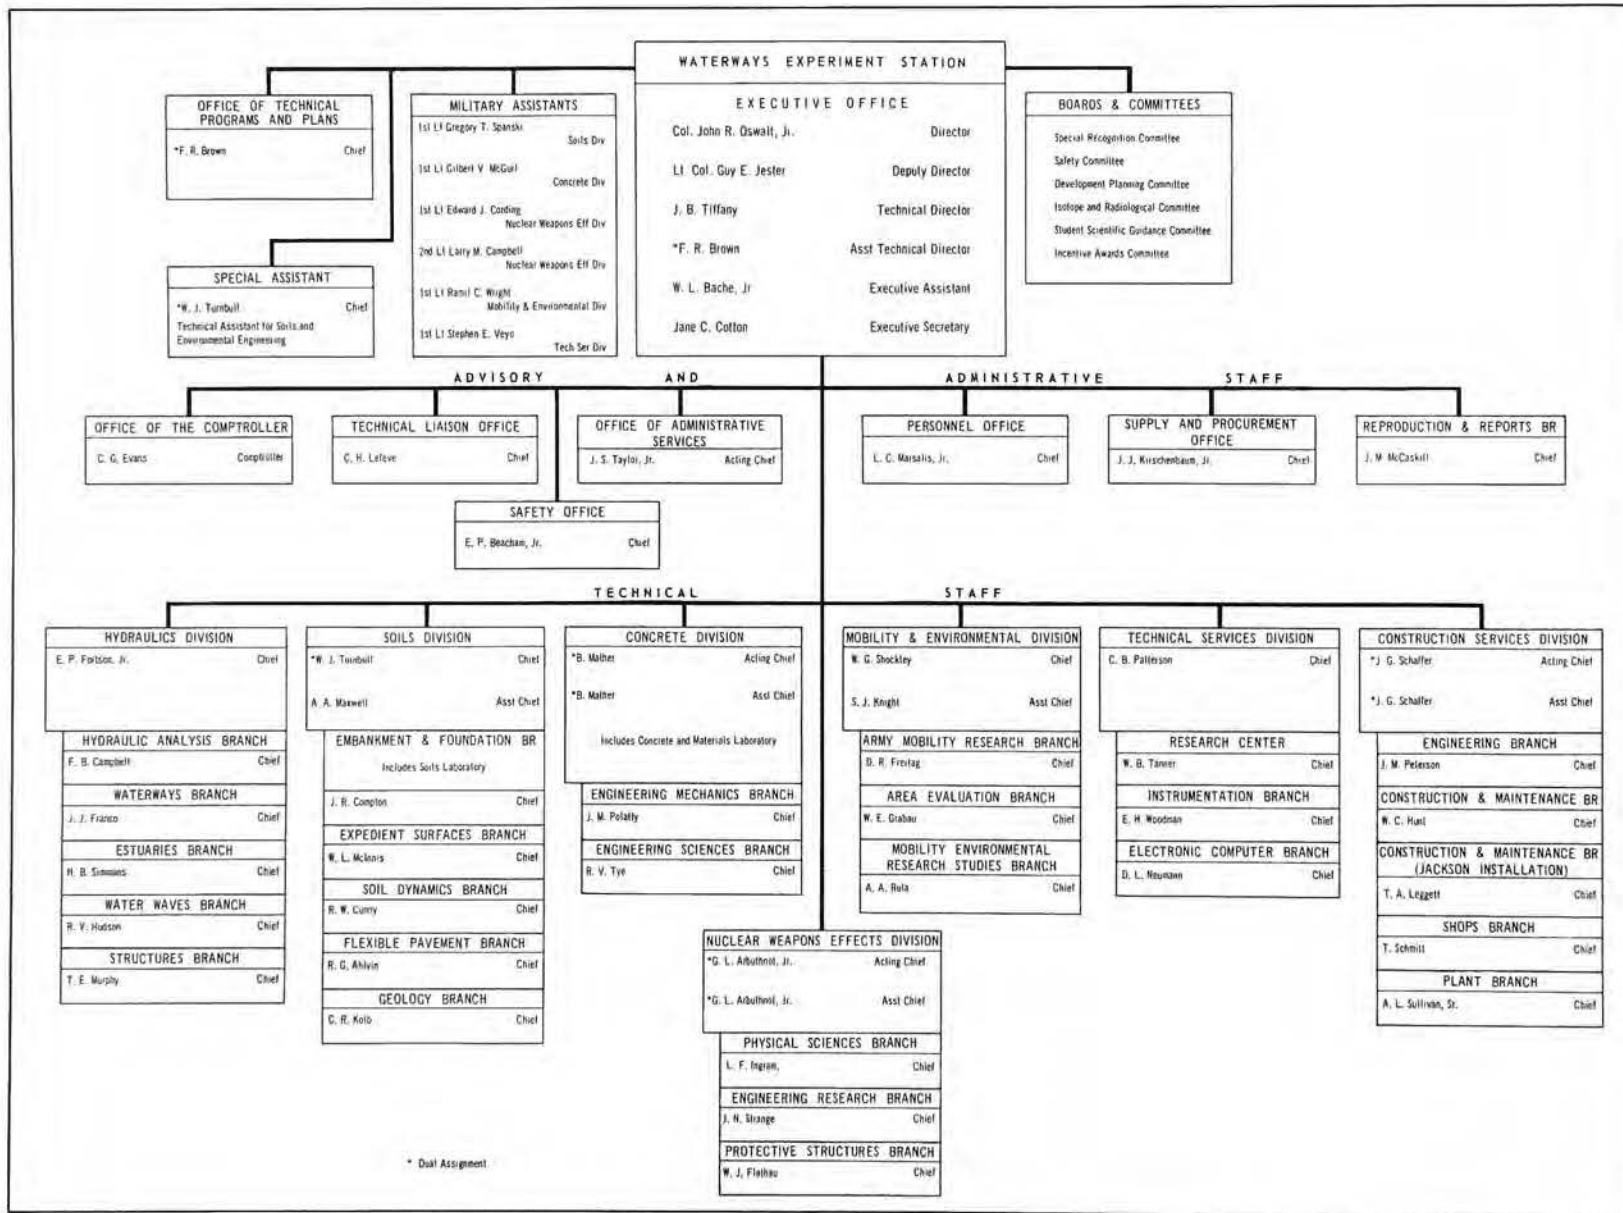 WATERWAYS EXPERIMENT STATION
EXECUTIVE OFFICE
Col. John R. Oswalt, Jr. Director
Lt. Col. Guy E. Jester Deputy Director
J. B. Tiffany Technical Director
*F. R. Brown Asst Technical Director
W. L. Bache, Jr Executive Assistant
Jane C. Cotton Executive Secretary
OFFICE OF TECHNICAL
PROGRAMS AND PLANS
*F. R. Brown Chief
SPECIAL ASSISTANT
*W. J. Turnbull Chief
Technical Assistant for Soils and
Environmental Engineering
MILITARY ASSISTANTS
1st Lt Gregory T. Spanski
Soils Div
1st Lt Gilbert V. McGurl
Concrete Div
1st Lt Edward J. Cording
Nuclear Weapons Eff Div
2nd Lt Larry M. Campbell
Nuclear Weapons Eff Div
1st Lt C. Wright
Mobility & Environmental Div
1st Lt Stephen E. Veyo
Tech Ser Div
BOARDS & COMMITTEES
Special Recognition Committee
Safety Committee
Development Planning Committee
Isotope and Radiological Committee
Student Scientific Guidance Committee
Incentive Awards Committee
ADVISORY AND ADMINISTRATIVE STAFF
OFFICE OF THE COMPTROLLER
C. G. Evans Comptroller
TECHNICAL LIAISON OFFICE
C. H. Lefeve Chief
OFFICE OF ADMINISTRATIVE
SERVICES
J. S. Taylor, Jr. Acting Chief
PERSONNEL OFFICE
L. C. Marsalis, Jr. Chief
SUPPLY AND PROCUREMENT
OFFICE
J. J. Kirschenbaum, Jr. Chief
REPRODUCTION & REPORTS BR
J. M. McCaskill Chief
SAFETY OFFICE
E. P. Beacham, Jr. Chief
TECHNICAL STAFF
HYDRAULICS DIVISION
E. P. Fortson, Jr. Chief
HYDRAULIC ANALYSIS BRANCH
F. B. Campbell Chief
WATERWAYS BRANCH
J. J. Franco Chief
ESTUARIES BRANCH
H. B. Simmons Chief
WATER WAVES BRANCH
R. Y. Hudson Chief
STRUCTURES BRANCH
T. E. Murphy Chief
SOILS DIVISION
*W. J. Turnbull Chief
A. A. Maxwell Asst Chief
EMBANKMENT & FOUNDATION BR
Includes Soils Laboratory
J. R. Compton Chief
EXPEDIENT SURFACES BRANCH
W. L. McInnis Chief
SOIL DYNAMICS BRANCH
R. W. Cunny Chief
FLEXIBLE PAVEMENT BRANCH
R. G. Ahlvin Chief
GEOLOGY BRANCH
C. R. Kolb Chief
CONCRETE DIVISION
*B. Mather Acting Chief
*B. Mather Asst Chief
Includes Concrete and Materials Laboratory
ENGINEERING MECHANICS BRANCH
J. M. Polatty Chief
ENGINEERING SCIENCES BRANCH
R. V. Tye Chief
NUCLEAR WEAPONS EFFECTS DIVISION
*G. L. Arbuthnot, Jr. Acting Chief
*G. L. Arbuthnot, Jr. Asst Chief
PHYSICAL SCIENCES BRANCH
L. F. Ingram, Chief
ENGINEERING RESEARCH BRANCH
J. N. Strange Chief
PROTECTIVE STRUCTURES BRANCH
W. J. Flathau Chief
MOBILITY & ENVIRONMENTAL DIVISION
W. G. Shockley Chief
S. J. Knight Asst Chief
ARMY MOBILITY RESEARCH BRANCH
D. R. Freitag Chief
AREA EVALUATION BRANCH
W. E. Grabau Chief
MOBILITY ENVIRONMENTAL
RESEARCH STUDIES BRANCH
A. A. Rula Chief
TECHNICAL SERVICES DIVISION
C. B. Patterson Chief
RESEARCH CENTER
W. B. Tanner Chief
INSTRUMENTATION BRANCH
E. H. Woodman Chief
ELECTRONIC COMPUTER BRANCH
D. L. Neumann Chief
CONSTRUCTION SERVICES DIVISION
*J. G. Schaffer Acting Chief
*J. G. Schaffer Asst Chief
ENGINEERING BRANCH
J. M. Peterson Chief
CONSTRUCTION & MAINTENANCE BR
W. C. Hunt Chief
CONSTRUCTION & MAINTENANCE BR
(JACKSON INSTALLATION)
T. A. Leggett Chief
SHOPS BRANCH
T. Schmitt Chief
PLANT BRANCH
A. L. Sullivan, Sr. Chief
* Dual Assignment